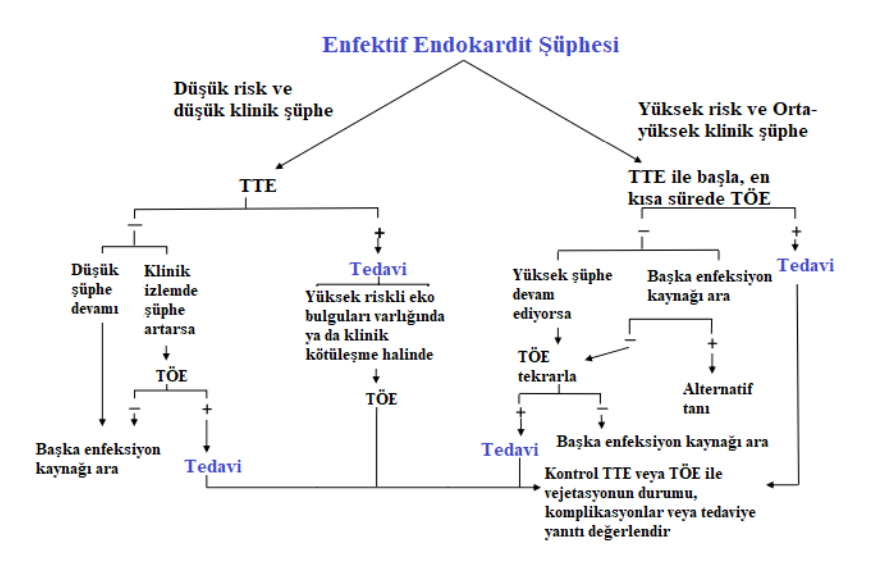 Enfektif Endokardit Şüphesi
Düşük risk ve
düşük klinik şüphe
Yüksek risk ve Orta-
yüksek klinik şüphe
TTE
TTE ile başla, en
kısa sürede TÖE
–
+
–
+
Düşük
şüphe
devamı
Klinik
izlemde
şüphe
artarsa
Tedavi
Yüksek riskli eko
bulguları varlığında
ya da klinik
kötüleşme halinde
Yüksek şüphe
devam
ediyorsa
Başka enfeksiyon
kaynağı ara
Tedavi
–
+
TÖE
TÖE
TÖE
tekrarla
Alternatif
tanı
–
+
+
–
Başka enfeksiyon
kaynağı ara
Tedavi
Tedavi
Başka enfeksiyon kaynağı ara
Kontrol TTE veya TÖE ile
vejetasyonun durumu,
komplikasyonlar veya tedaviye
yanıtı değerlendir